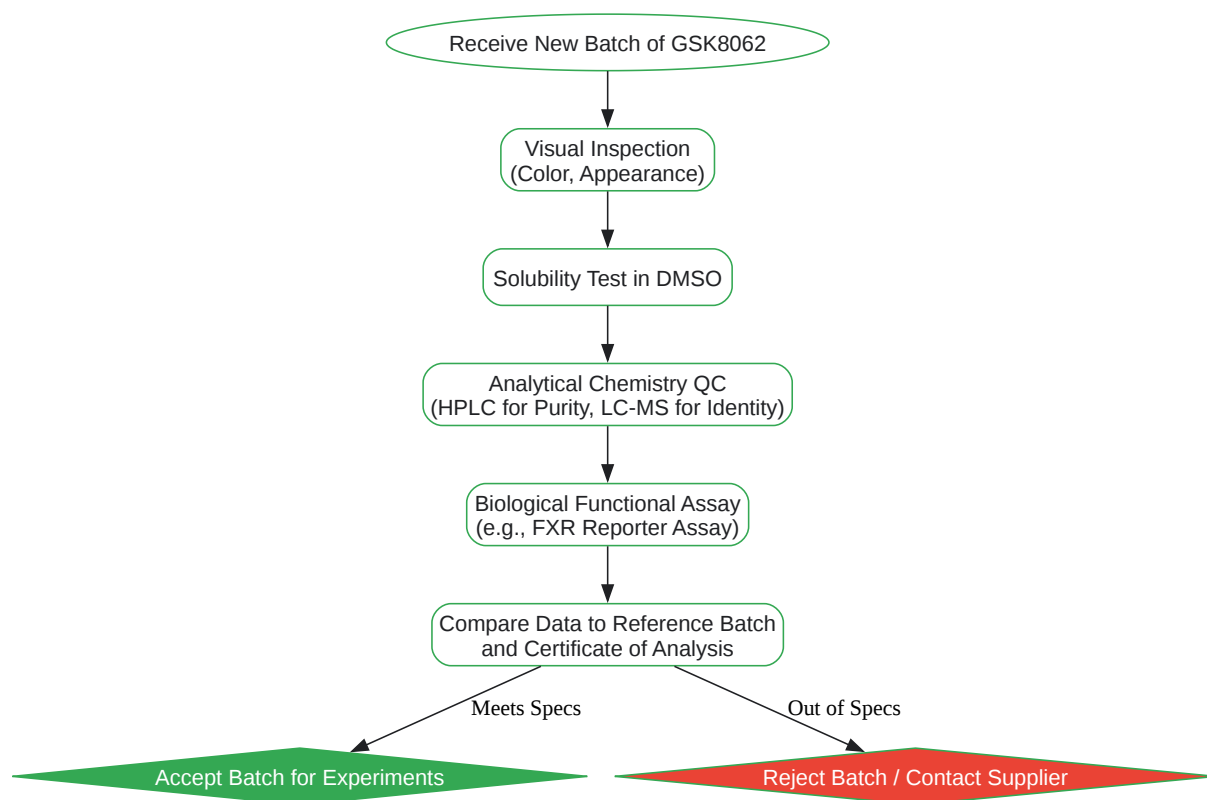 Receive New Batch of GSK8062
Visual Inspection
(Color, Appearance)
Solubility Test in DMSO
Analytical Chemistry QC
(HPLC for Purity, LC-MS for Identity)
Biological Functional Assay
(e.g., FXR Reporter Assay)
Compare Data to Reference Batch
and Certificate of Analysis
Meets Specs
Out of Specs
Accept Batch for Experiments
Reject Batch / Contact Supplier